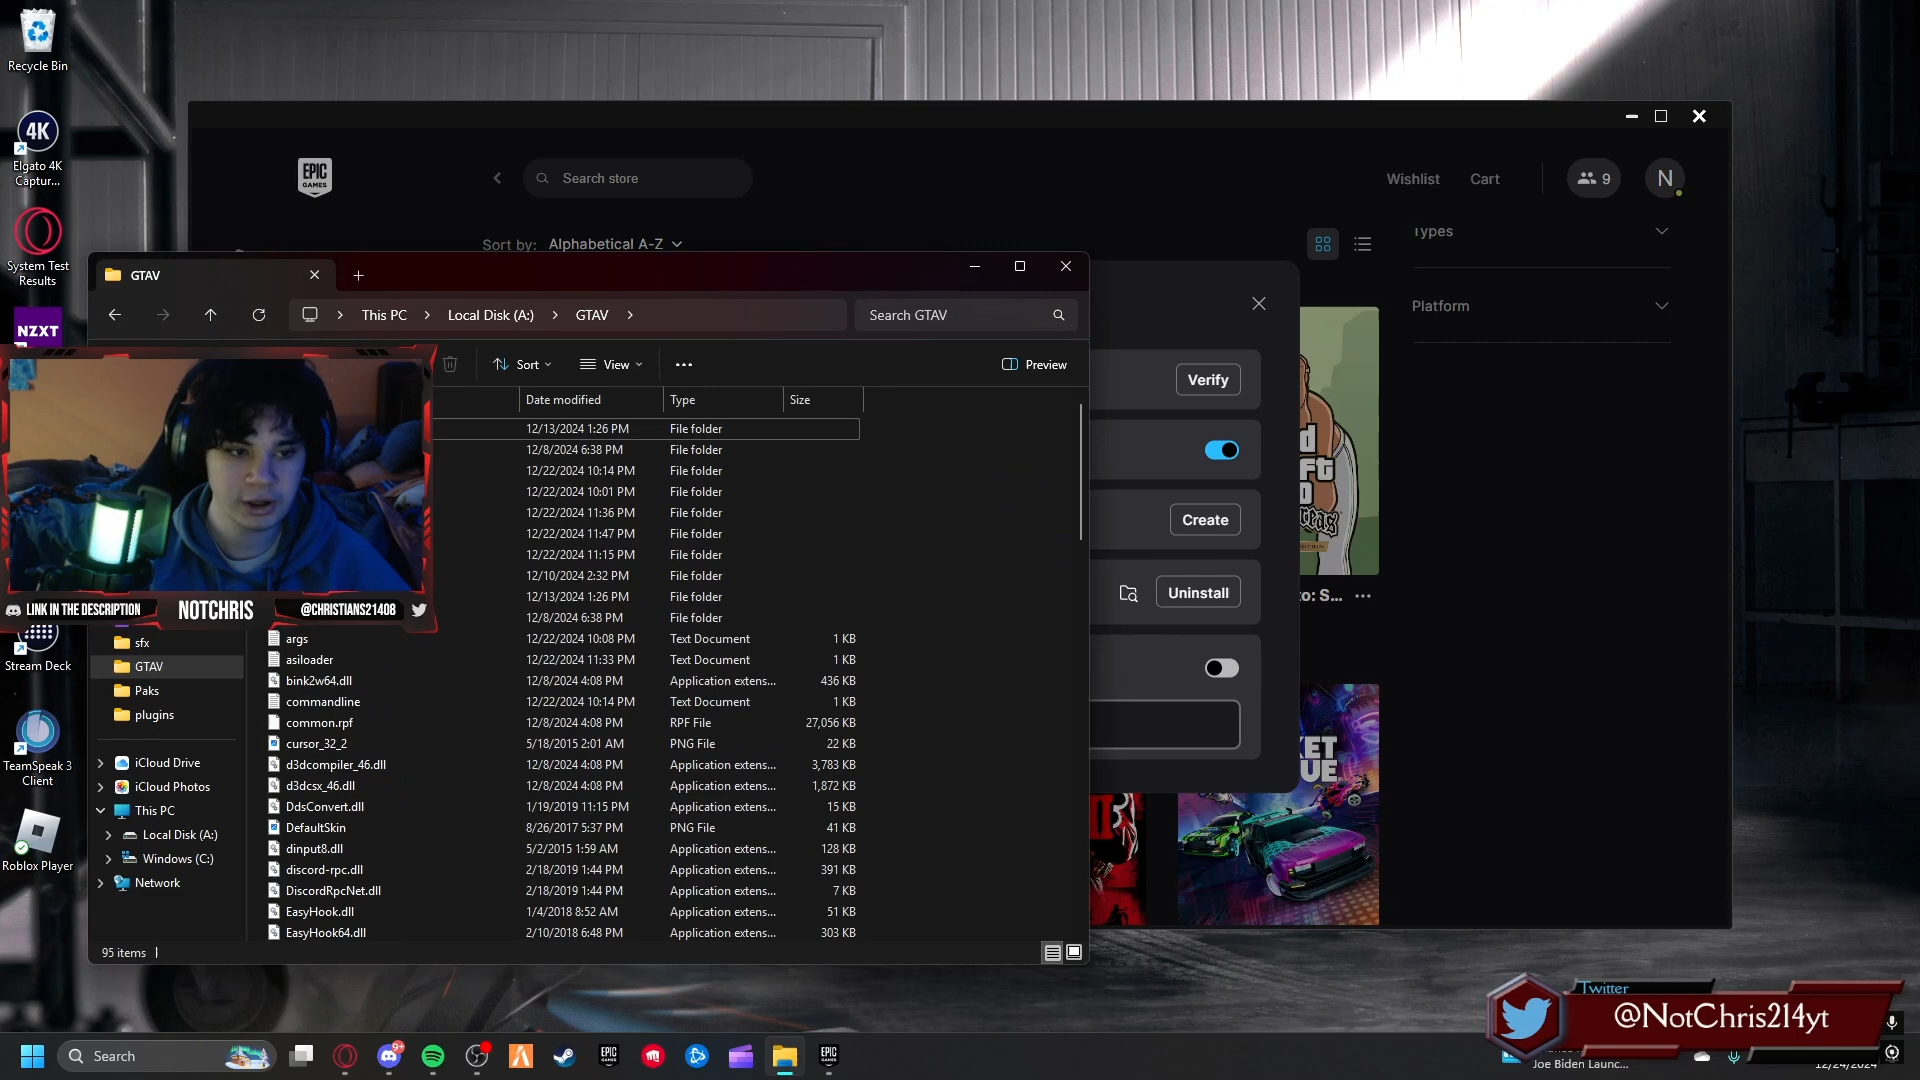 Recycle Bin
4K
Elgato 4K
Captur...
System Test
Results
NZXT
Stream Deck
TeamSpeak 3
Client
Roblox Player
EPIC
GAMES
Search store
Wishlist
Cart
9
N
Sort by: Alphabetical A-Z
Types
Platform
GTAV
This PC
Local Disk (A:)
GTAV
Search GTAV
Sort
View
Preview
Verify
Create
Uninstall
to: S...
Date modified
Type
Size
12/13/2024 1:26 PM File folder
12/8/2024 6:38 PM File folder
12/22/2024 10:14 PM File folder
12/22/2024 10:01 PM File folder
12/22/2024 11:36 PM File folder
12/22/2024 11:47 PM File folder
12/22/2024 11:15 PM File folder
12/10/2024 2:32 PM File folder
12/13/2024 1:26 PM File folder
12/8/2024 6:38 PM File folder
args 12/22/2024 10:08 PM Text Document 1 KB
asiloader 12/22/2024 11:33 PM Text Document 1 KB
bink2w64.dll 12/8/2024 4:08 PM Application extens... 436 KB
commandline 12/22/2024 10:14 PM Text Document 1 KB
common.rpf 12/8/2024 4:08 PM RPF File 27,056 KB
cursor_32_2 5/18/2015 2:01 AM PNG File 22 KB
d3dcompiler_46.dll 12/8/2024 4:08 PM Application extens... 3,783 KB
d3dcsx_46.dll 12/8/2024 4:08 PM Application extens... 1,872 KB
DdsConvert.dll 1/19/2019 11:15 PM Application extens... 15 KB
DefaultSkin 8/26/2017 5:37 PM PNG File 41 KB
dinput8.dll 5/2/2015 1:59 AM Application extens... 128 KB
discord-rpc.dll 2/18/2019 1:44 PM Application extens... 391 KB
DiscordRpcNet.dll 2/18/2019 1:44 PM Application extens... 7 KB
EasyHook.dll 1/4/2018 8:52 AM Application extens... 51 KB
EasyHook64.dll 2/10/2018 6:48 PM Application extens... 303 KB
LINK IN THE DESCRIPTION
NOTCHRIS
@CHRISTIANS21408
sfx
GTAV
Paks
plugins
iCloud Drive
iCloud Photos
This PC
Local Disk (A:)
Windows (C:)
Network
95 items
Twitter
@NotChris214yt
Search
9+
EPIC
GAMES
EPIC
GAMES
Joe Biden Launc...
12/24/2024